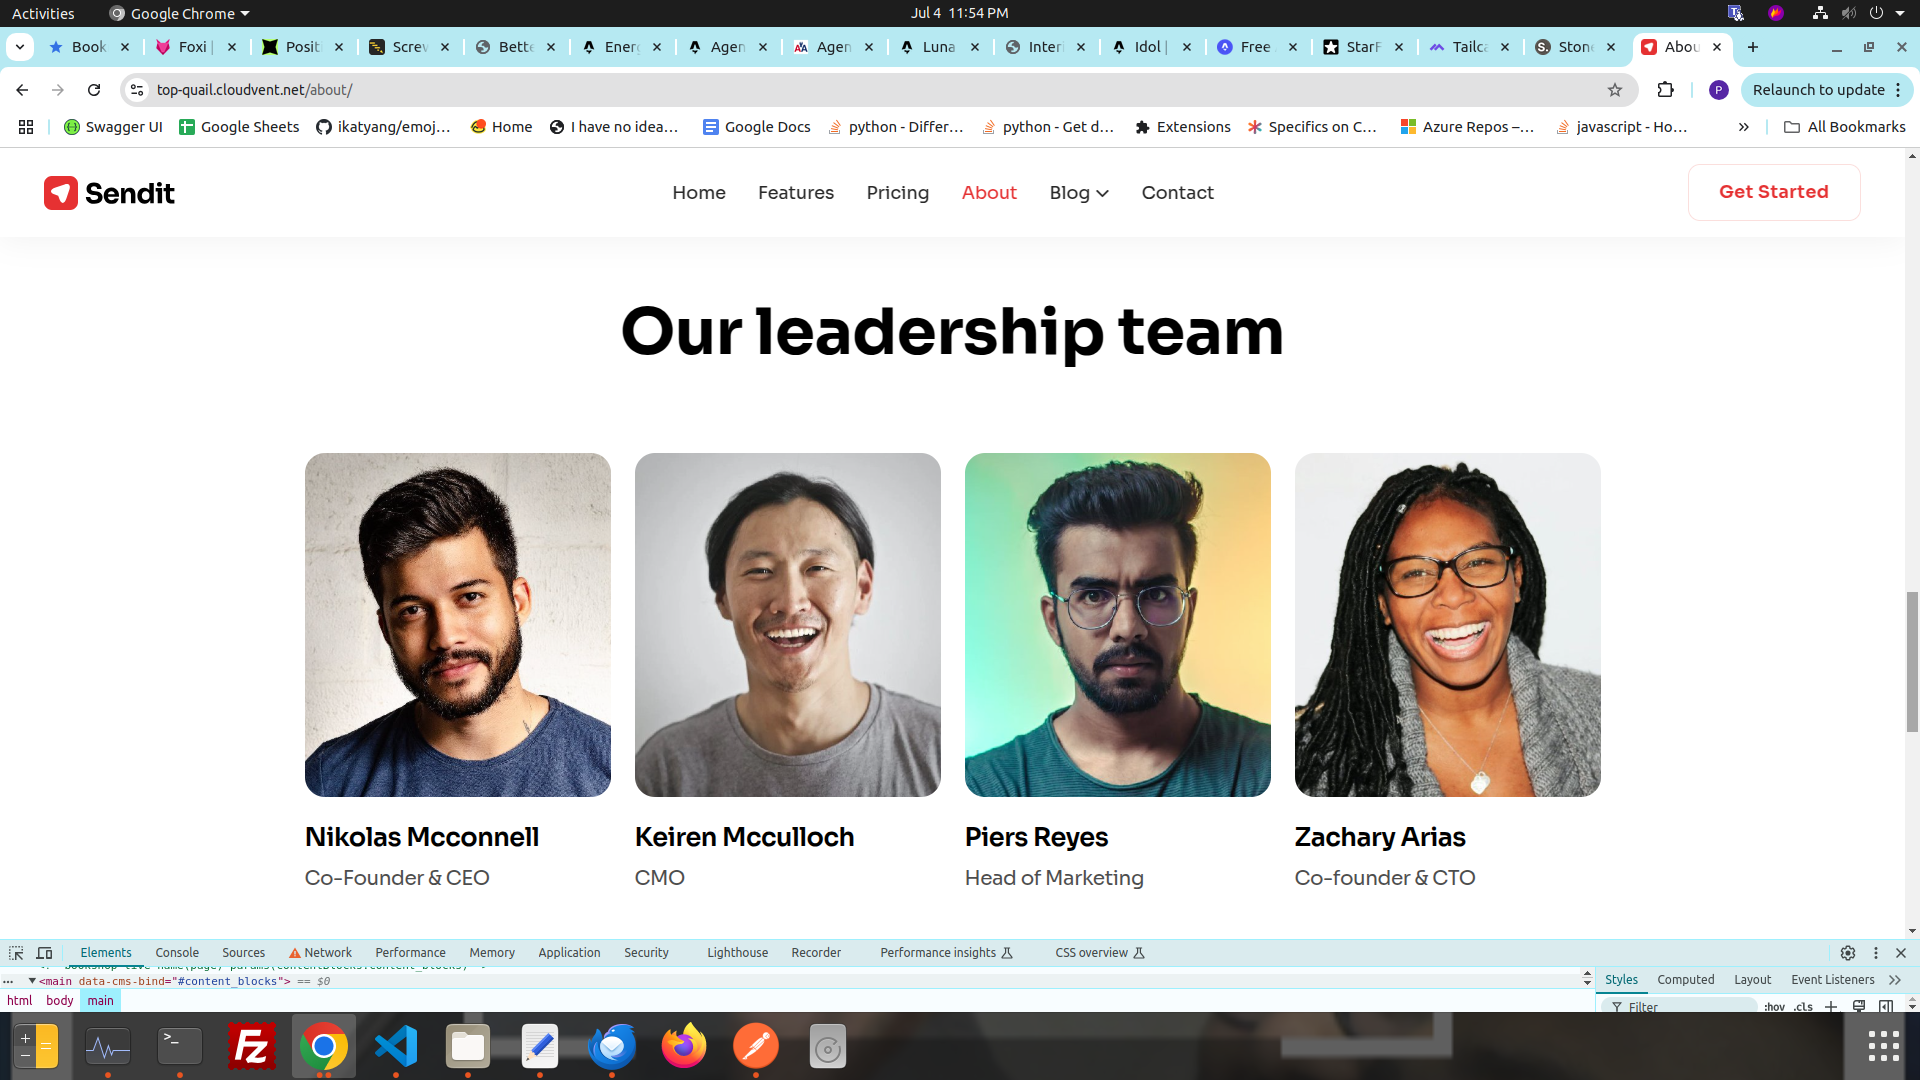 Activities
Google Chrome
Jul 4 11:54 PM
Book
Foxi |
Posit
Screw
Bette
Energ
Agen
Agen
Luna
Inter
Idol |
Free
StarF
Tailca
Stone
Abou
top-quail.cloudvent.net/about/
P
Relaunch to update
Swagger UI
Google Sheets
ikatyang/emoj…
Home
I have no idea…
Google Docs
python - Differ…
python - Get d…
Extensions
Specifics on C…
Azure Repos –…
javascript - Ho…
All Bookmarks
Sendit
Home
Features
Pricing
About
Blog
Contact
Get Started
Our leadership team
Nikolas Mcconnell
Co-Founder & CEO
Keiren Mcculloch
CMO
Piers Reyes
Head of Marketing
Zachary Arias
Co-founder & CTO
Elements
Console
Sources
Network
Performance
Memory
Application
Security
Lighthouse
Recorder
Performance insights
CSS overview
<main data-cms-bind="#content_blocks"> == $0
html
body
main
Styles
Computed
Layout
Event Listeners
Filter
:hov
.cls